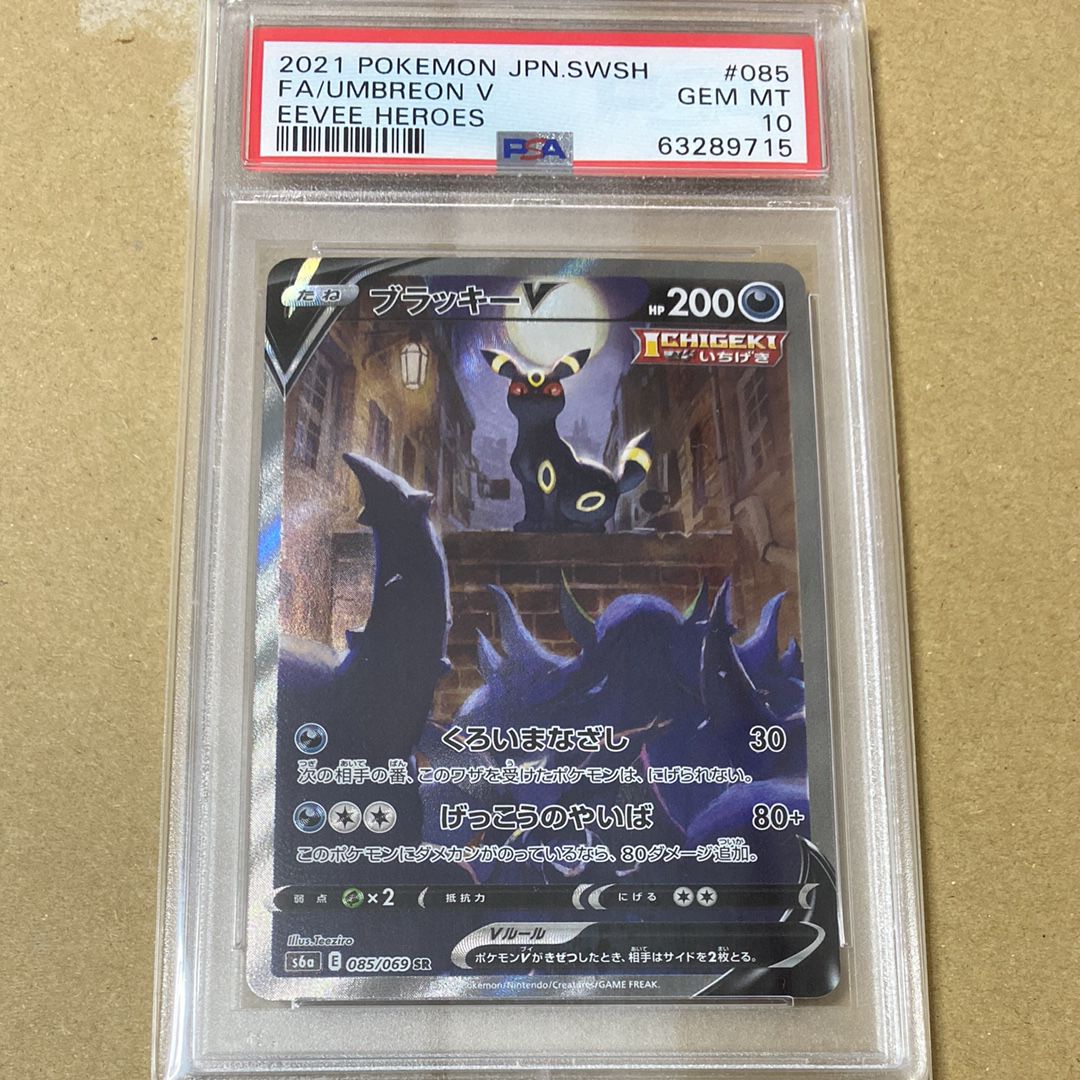 2021 POKEMON JPN.SWSH #085
FA/UMBREON V GEM MT
EEVEE HEROES 10
PSA 63289715
たね ブラッキーV HP 200
ICHIGEKI
いちげき
くろいまなざし 30
次の相手の番、このワザを受けたポケモンは、にげられない。
げっこうのやいば 80+
このポケモンにダメカンがのっているなら、80ダメージ追加。
弱点 ×2 抵抗力 にげる
Illus.Teeziro
Vルール
ポケモンVがきぜつしたとき、相手はサイドを2枚とる。
s6a E 085/069 SR
Pokémon/Nintendo/Creatures/GAME FREAK.